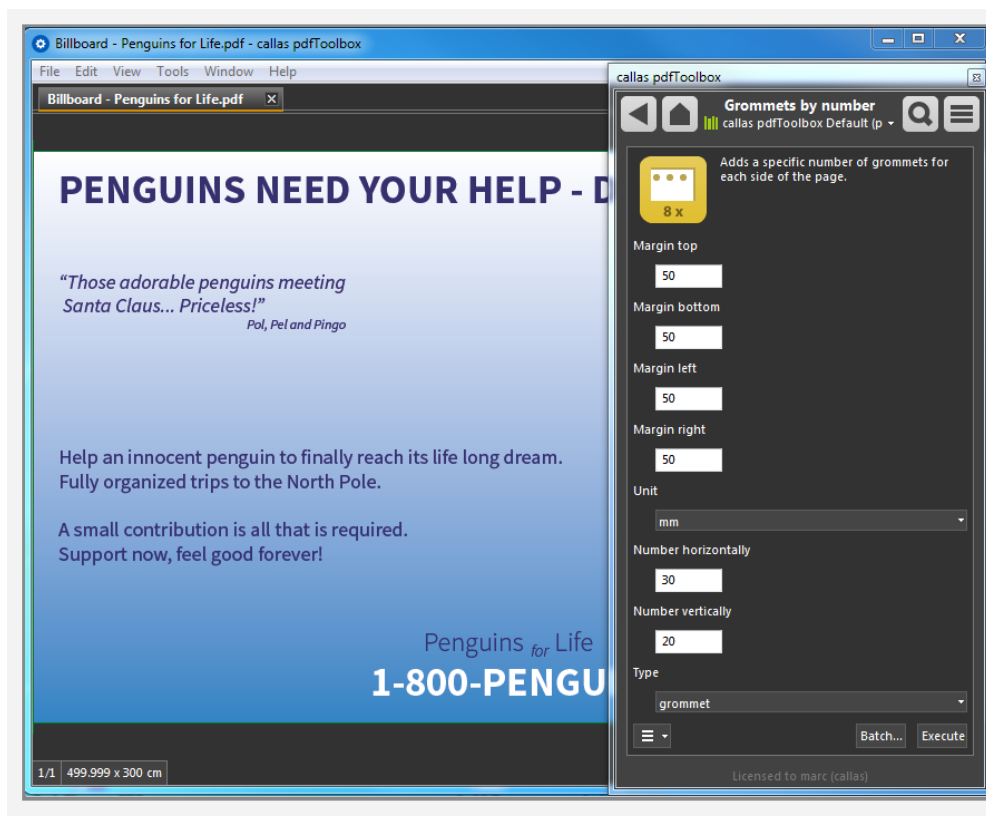 Billboard - Penguins for Life.pdf - callas pdfToolbox
File Edit View Tools Window Help
Billboard - Penguins for Life.pdf
PENGUINS NEED YOUR HELP - D
“Those adorable penguins meeting
Santa Claus... Priceless!”
Pol, Pel and Pingo
Help an innocent penguin to finally reach its life long dream.
Fully organized trips to the North Pole.
A small contribution is all that is required.
Support now, feel good forever!
Penguins for Life
1-800-PENGU
1/1 499.999 x 300 cm
callas pdfToolbox
Grommets by number
callas pdfToolbox Default (p
Adds a specific number of grommets for
each side of the page.
8 x
Margin top
50
Margin bottom
50
Margin left
50
Margin right
50
Unit
mm
Number horizontally
30
Number vertically
20
Type
grommet
Batch... Execute
Licensed to marc (callas)